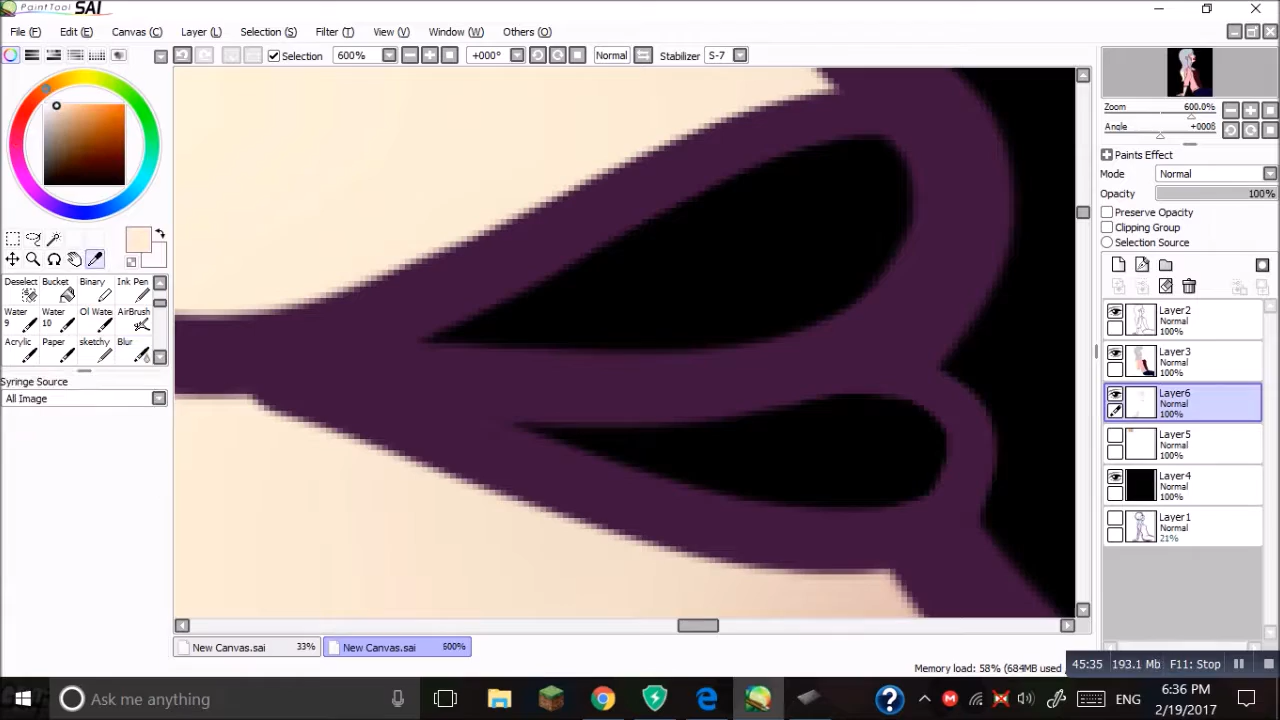 PaintTool SAI
File (F) Edit (E) Canvas (C) Layer (L) Selection (S) Filter (T) View (V) Window (W) Others (O)
Selection 600% +000° Normal Stabilizer S-7
Zoom 600.0%
Angle +000θ
Paints Effect
Mode Normal
Opacity 100%
Preserve Opacity
Clipping Group
Selection Source
Deselect Bucket Binary Ink Pen
Water 9 Water 10 Ol Wate AirBrush
Acrylic Paper sketchy Blur
Syringe Source
All Image
Layer2
Normal
100%
Layer3
Normal
100%
Layer6
Normal
100%
Layer5
Normal
100%
Layer4
Normal
100%
Layer1
Normal
21%
New Canvas.sai 33% New Canvas.sai 600%
Memory load: 58% (684MB used
45:35 193.1 Mb F11: Stop
Ask me anything
ENG
6:36 PM
2/19/2017